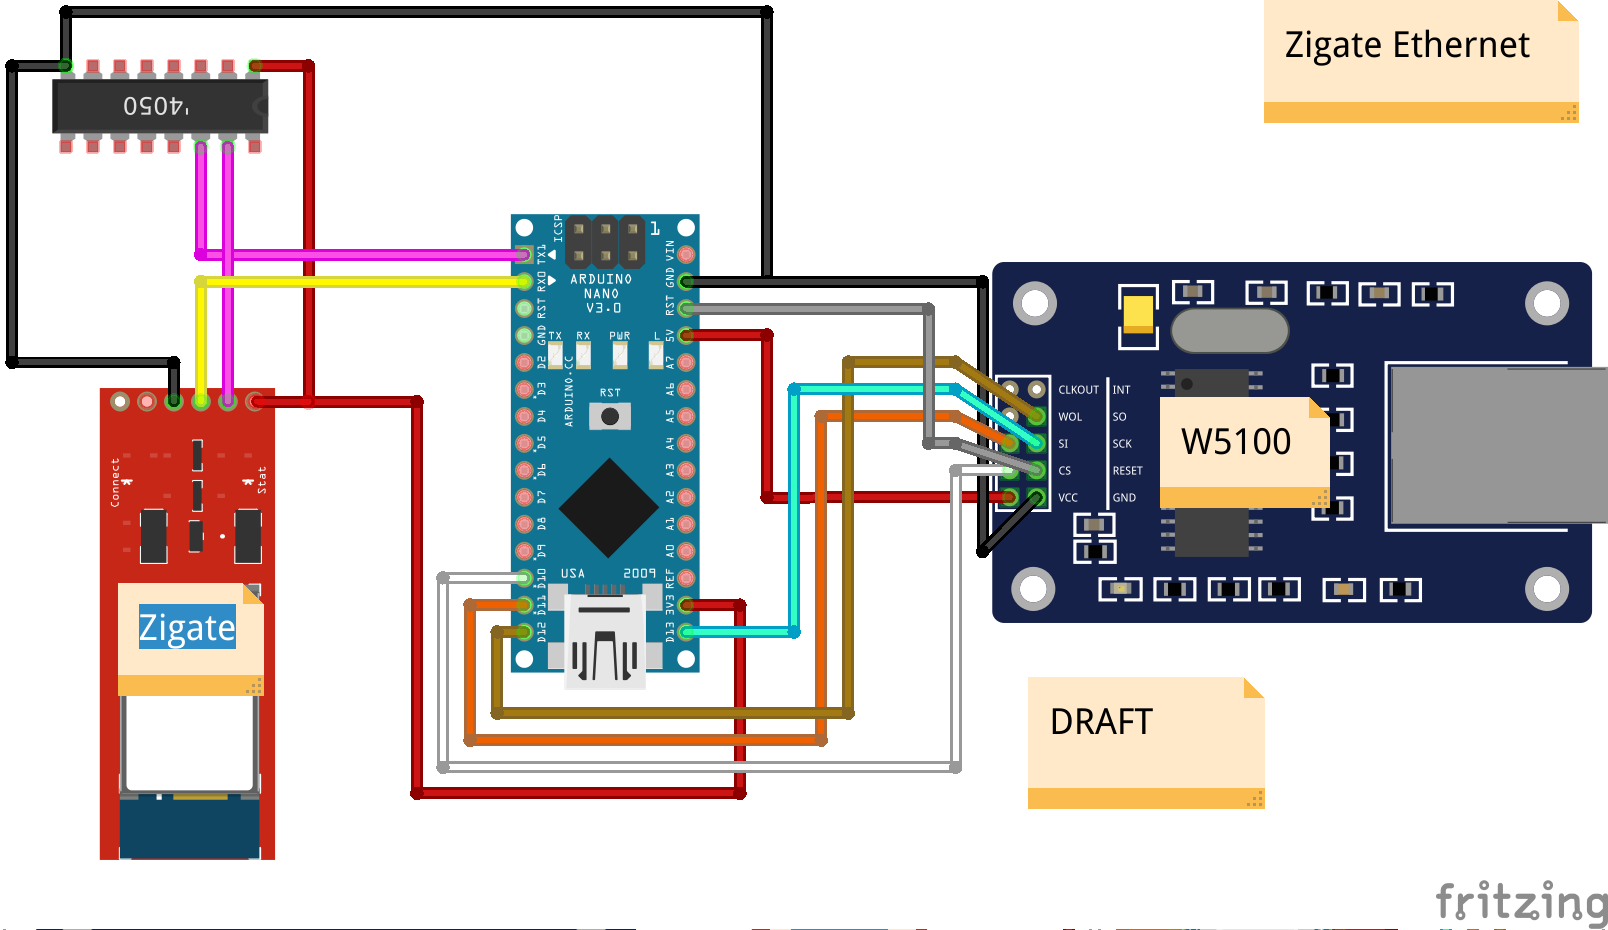 Zigate Ethernet
'4050
ICSP
1
ARDUINO
NANO
V3.0
TX1
RX0
RST
GND
D2
D3
D4
D5
D6
D7
D8
D9
D10
D11
D12
VIN
GND
RST
5V
A7
A6
A5
A4
A3
A2
A1
A0
REF
3V3
D13
TX RX PWR L
ARDUINO.CC
RST
USA 2009
Connect
Stat
Zigate
CLKOUT INT
WOL SO
SI SCK
CS RESET
VCC GND
W5100
DRAFT
fritzing